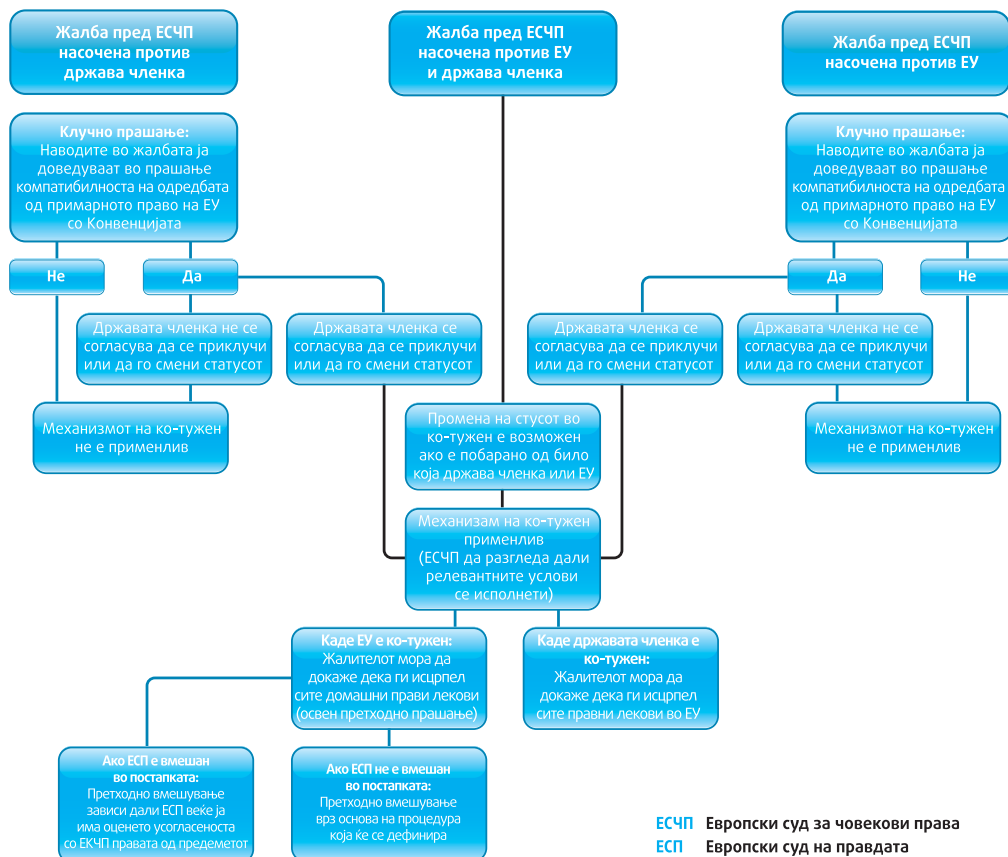 Жалба пред ЕСЧП
насочена против
држава членка
Жалба пред ЕСЧП
насочена против ЕУ
и држава членка
Жалба пред ЕСЧП
насочена против ЕУ
Клучно прашање:
Наводите во жалбата ја
доведуваат во прашање
компатибилноста на одредбата
од примарното право на ЕУ
со Конвенцијата
Клучно прашање:
Наводите во жалбата ја
доведуваат во прашање
компатибилноста на одредбата
од примарното право на ЕУ
со Конвенцијата
Не
Да
Да
Не
Државата членка не се
согласува да се приклучи
или да го смени статусот
Државата членка се
согласува да се приклучи
или да го смени статусот
Државата членка се
согласува да се приклучи
или да го смени статусот
Државата членка не се
согласува да се приклучи
или да го смени статусот
Механизмот на ко-тужен
не е применлив
Промена на стусот во
ко-тужен е возможен
ако е побарано од било
која држава членка или ЕУ
Механизмот на ко-тужен
не е применлив
Механизам на ко-тужен
применлив
(ЕСЧП да разгледа дали
релевантните услови
се исполнети)
Каде ЕУ е ко-тужен:
Жалителот мора да
докаже дека ги исцрпел
сите домашни прави лекови
(освен претходно прашање)
Каде државата членка е
ко-тужен:
Жалителот мора да
докаже дека ги исцрпел
сите правни лекови во ЕУ
Ако ЕСП е вмешан
во постапката:
Претходно вмешување
зависи дали ЕСП веќе ја
има оценето усогласеноста
со ЕКЧП правата од предеметот
Ако ЕСП не е вмешан
во постапката:
Претходно вмешување
врз основа на процедура
која ќе се дефинира
ЕСЧП Европски суд за човекови права
ЕСП Европски суд на правдата